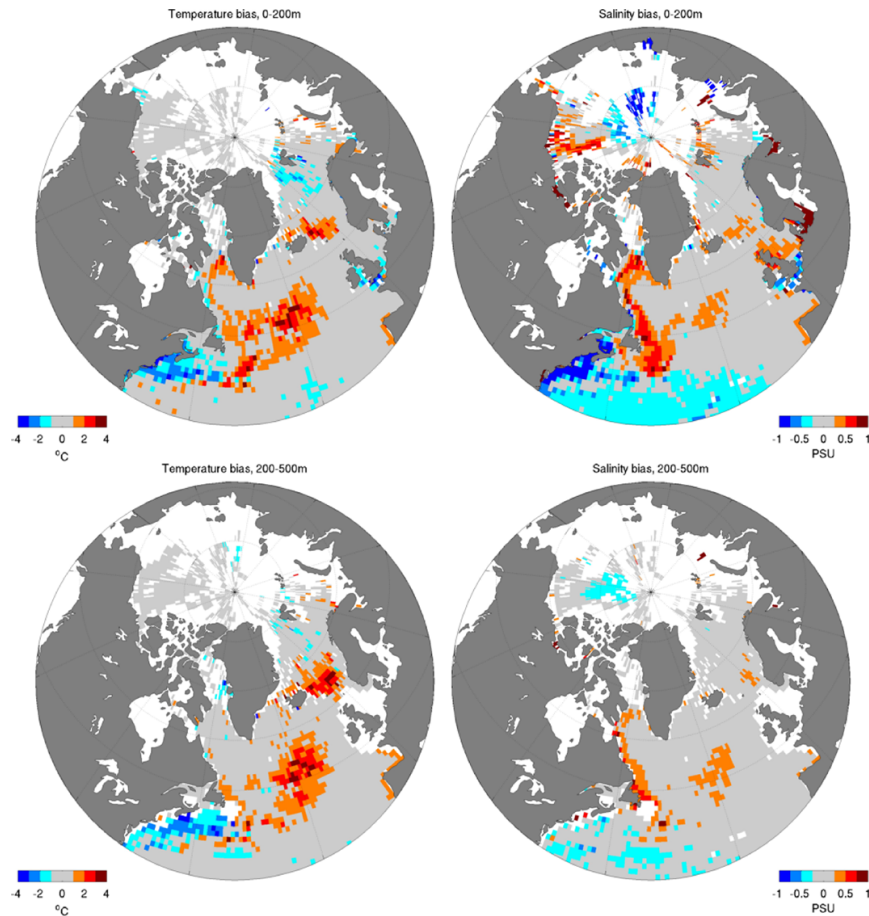 Temperature bias, 0-200m
Salinity bias, 0-200m
-4 -2 0 2 4
°C
-1 -0.5 0 0.5 1
PSU
Temperature bias, 200-500m
Salinity bias, 200-500m
-4 -2 0 2 4
°C
-1 -0.5 0 0.5 1
PSU